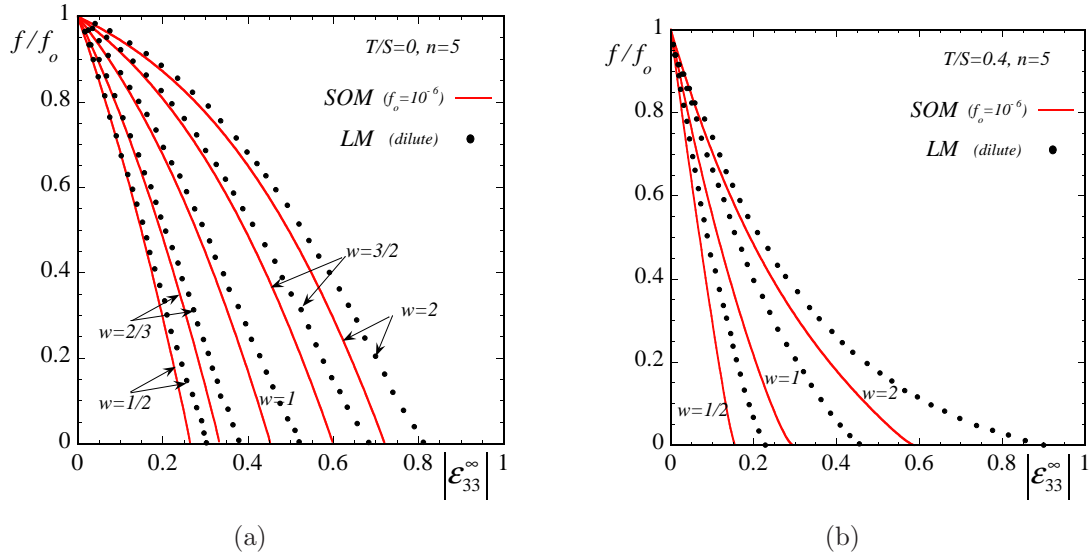 1
f/f_o
T/S=0, n=5
0.8
SOM (f_o=10^-6)
LM (dilute)
0.6
0.4
w=3/2
w=2
0.2
w=2/3
w=1/2
w=1
0
0 0.2 0.4 0.6 0.8 1
|ε^∞_33|
(a)
1
f/f_o
T/S=0.4, n=5
0.8
SOM (f_o=10^-6)
LM (dilute)
0.6
0.4
0.2
w=1/2
w=1
w=2
0
0 0.2 0.4 0.6 0.8 1
|ε^∞_33|
(b)